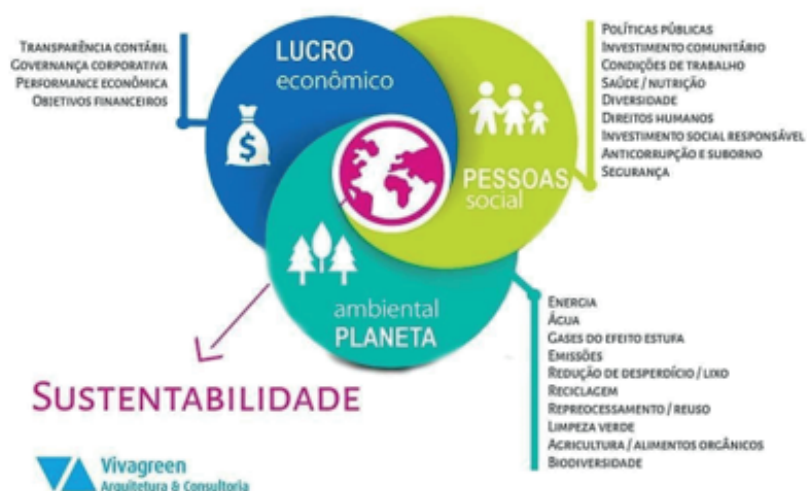 TRANSPARÊNCIA CONTÁBIL
GOVERNANÇA CORPORATIVA
PERFORMANCE ECONÔMICA
OBJETIVOS FINANCEIROS
LUCRO
econômico
$
POLÍTICAS PÚBLICAS
INVESTIMENTO COMUNITÁRIO
CONDIÇÕES DE TRABALHO
SAÚDE / NUTRIÇÃO
DIVERSIDADE
DIREITOS HUMANOS
INVESTIMENTO SOCIAL RESPONSÁVEL
ANTICORRUPÇÃO E SUBORNO
SEGURANÇA
PESSOAS
social
ambiental
PLANETA
ENERGIA
ÁGUA
GASES DO EFEITO ESTUFA
EMISSÕES
REDUÇÃO DE DESPERDÍCIO / LIXO
RECICLAGEM
REPREOCESSAMENTO / REUSO
LIMPEZA VERDE
AGRICULTURA / ALIMENTOS ORGÂNICOS
BIODIVERSIDADE
SUSTENTABILIDADE
Vivagreen
Arquitetura & Consultoria